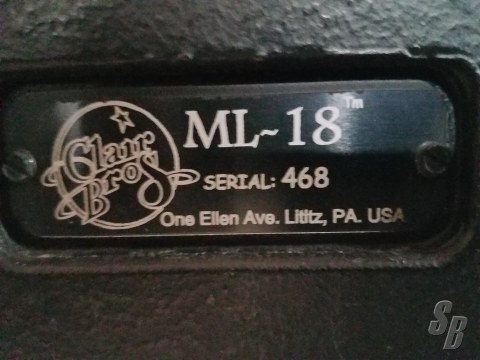 Clair
Bros
ML~18™
SERIAL: 468
One Ellen Ave. Lititz, PA. USA
SB